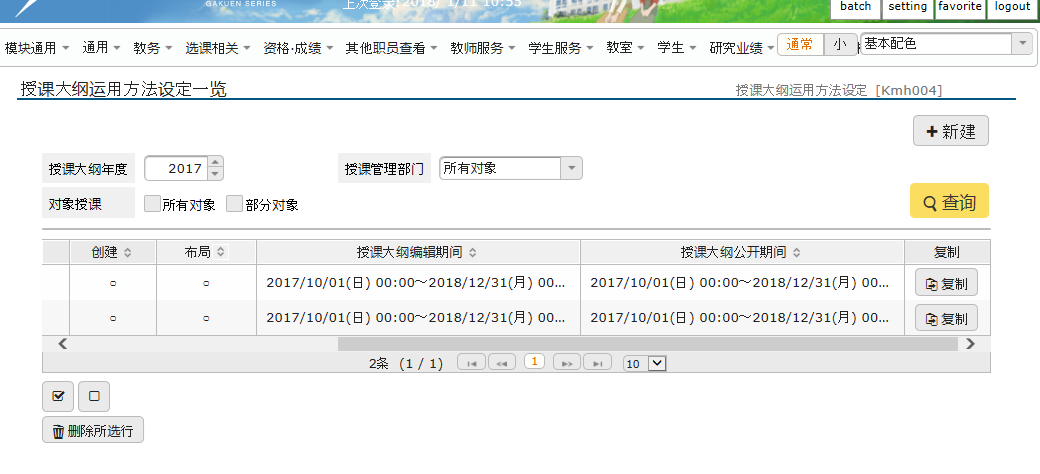 GAKUEN SERIES
上次登录:2018/ 1/11 10:55
batch setting favorite logout
模块通用 通用 教务 选课相关 资格·成绩 其他职员查看 教师服务 学生服务 教室 学生 研究业绩 通常 小 基本配色
授课大纲运用方法设定一览 授课大纲运用方法设定 [Kmh004]
新建
授课大纲年度 2017 授课管理部门 所有对象
对象授课 所有对象 部分对象 查询
创建 布局 授课大纲编辑期间 授课大纲公开期间 复制
○ ○ 2017/10/01(日) 00:00～2018/12/31(月) 00... 2017/10/01(日) 00:00～2018/12/31(月) 00... 复制
○ ○ 2017/10/01(日) 00:00～2018/12/31(月) 00... 2017/10/01(日) 00:00～2018/12/31(月) 00... 复制
2条 (1 / 1) 1 10
删除所选行